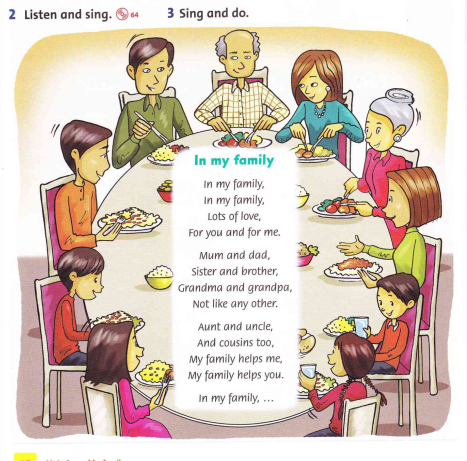 2 Listen and sing. 64 3 Sing and do.
In my family
In my family,
In my family,
Lots of love,
For you and for me.
Mum and dad,
Sister and brother,
Grandma and grandpa,
Not like any other.
Aunt and uncle,
And cousins too,
My family helps me,
My family helps you.
In my family, ...